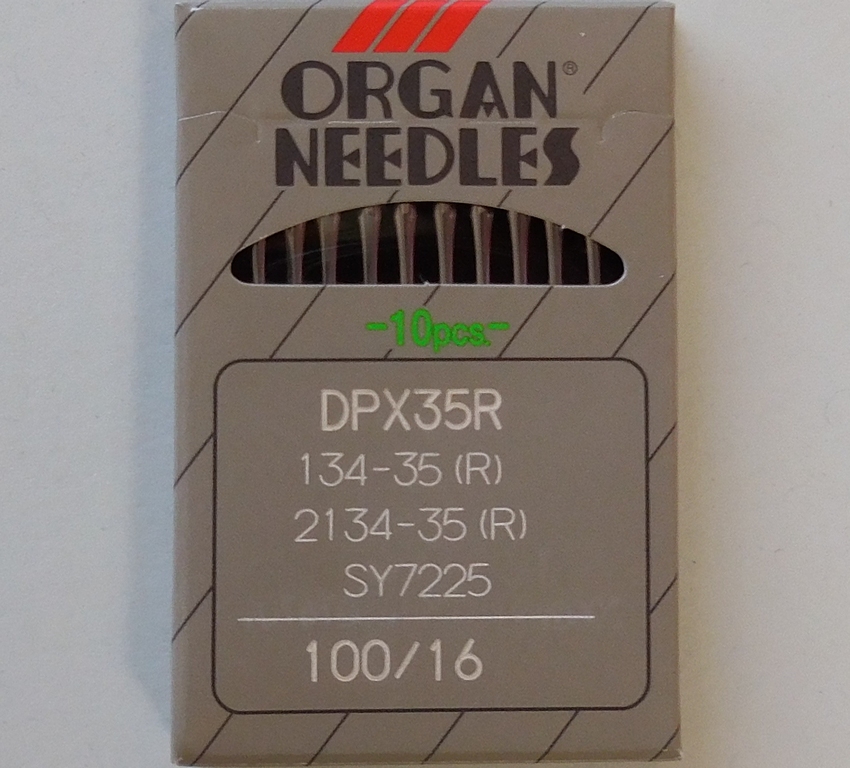 ORGAN®
NEEDLES
-10pcs.-
DPX35R
134-35 (R)
2134-35 (R)
SY7225
100/16